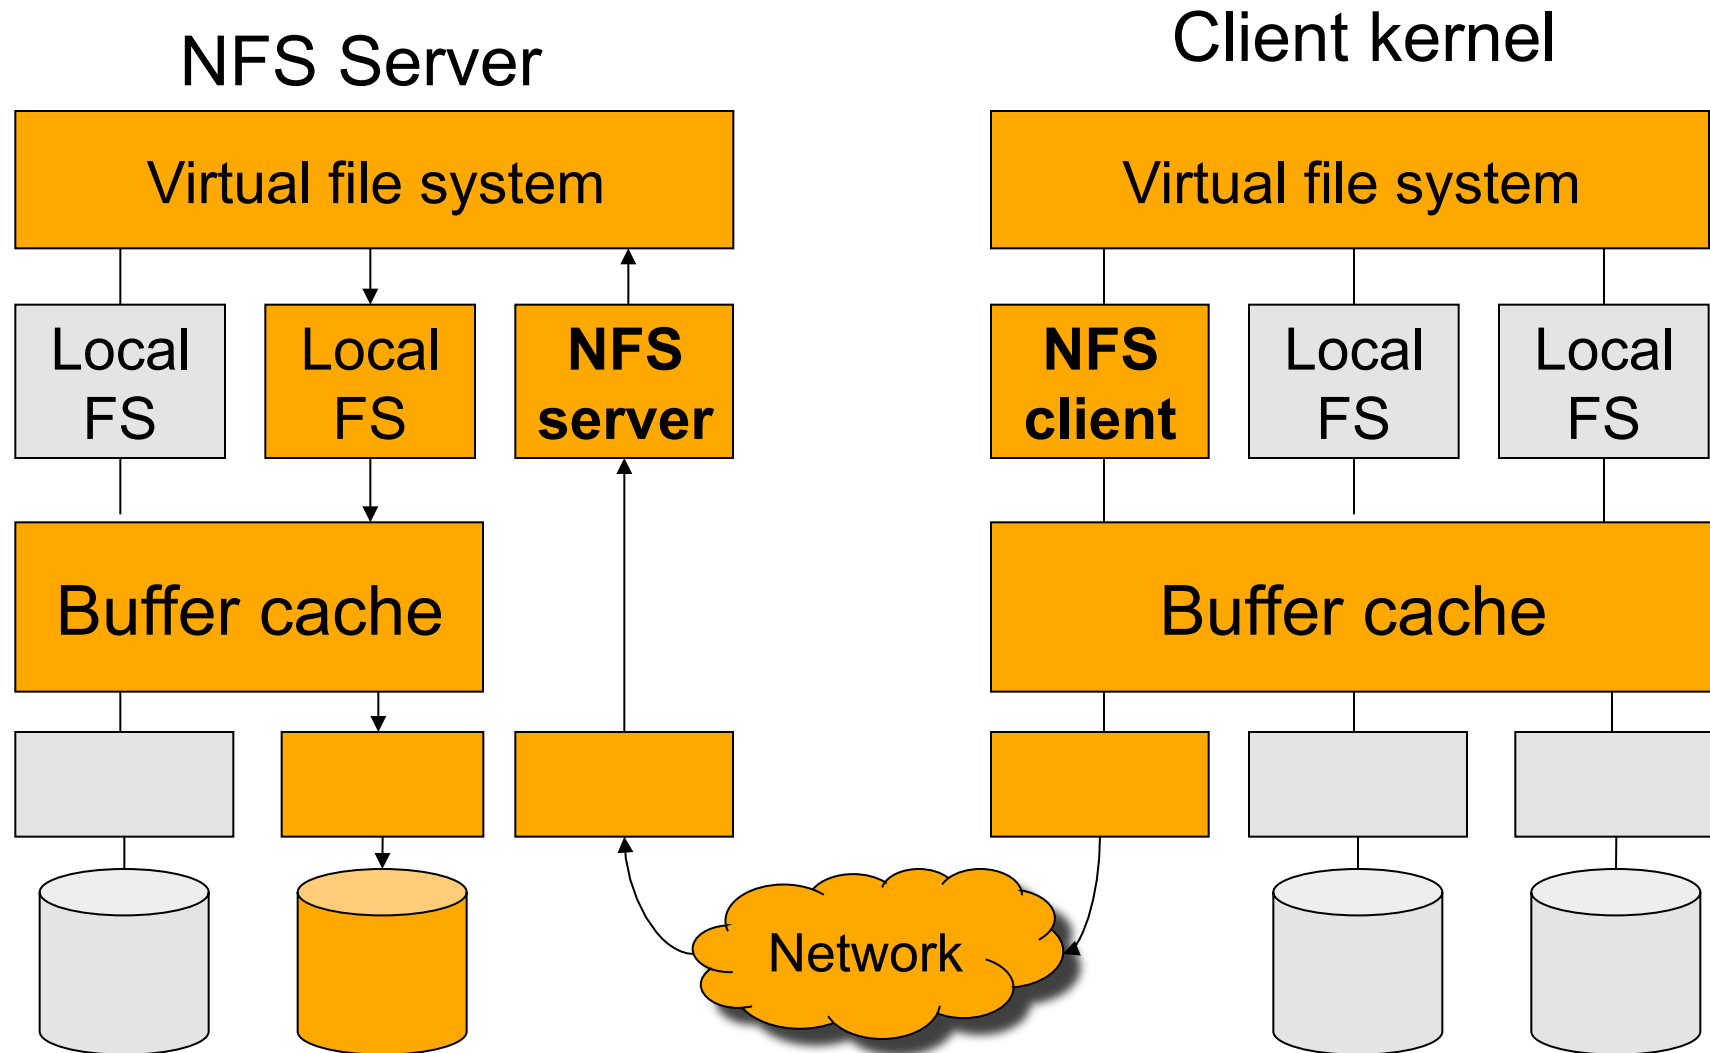 NFS Server
Client kernel
Virtual file system
Virtual file system
Local
FS
Local
FS
NFS
server
NFS
client
Local
FS
Local
FS
Buffer cache
Buffer cache
Network